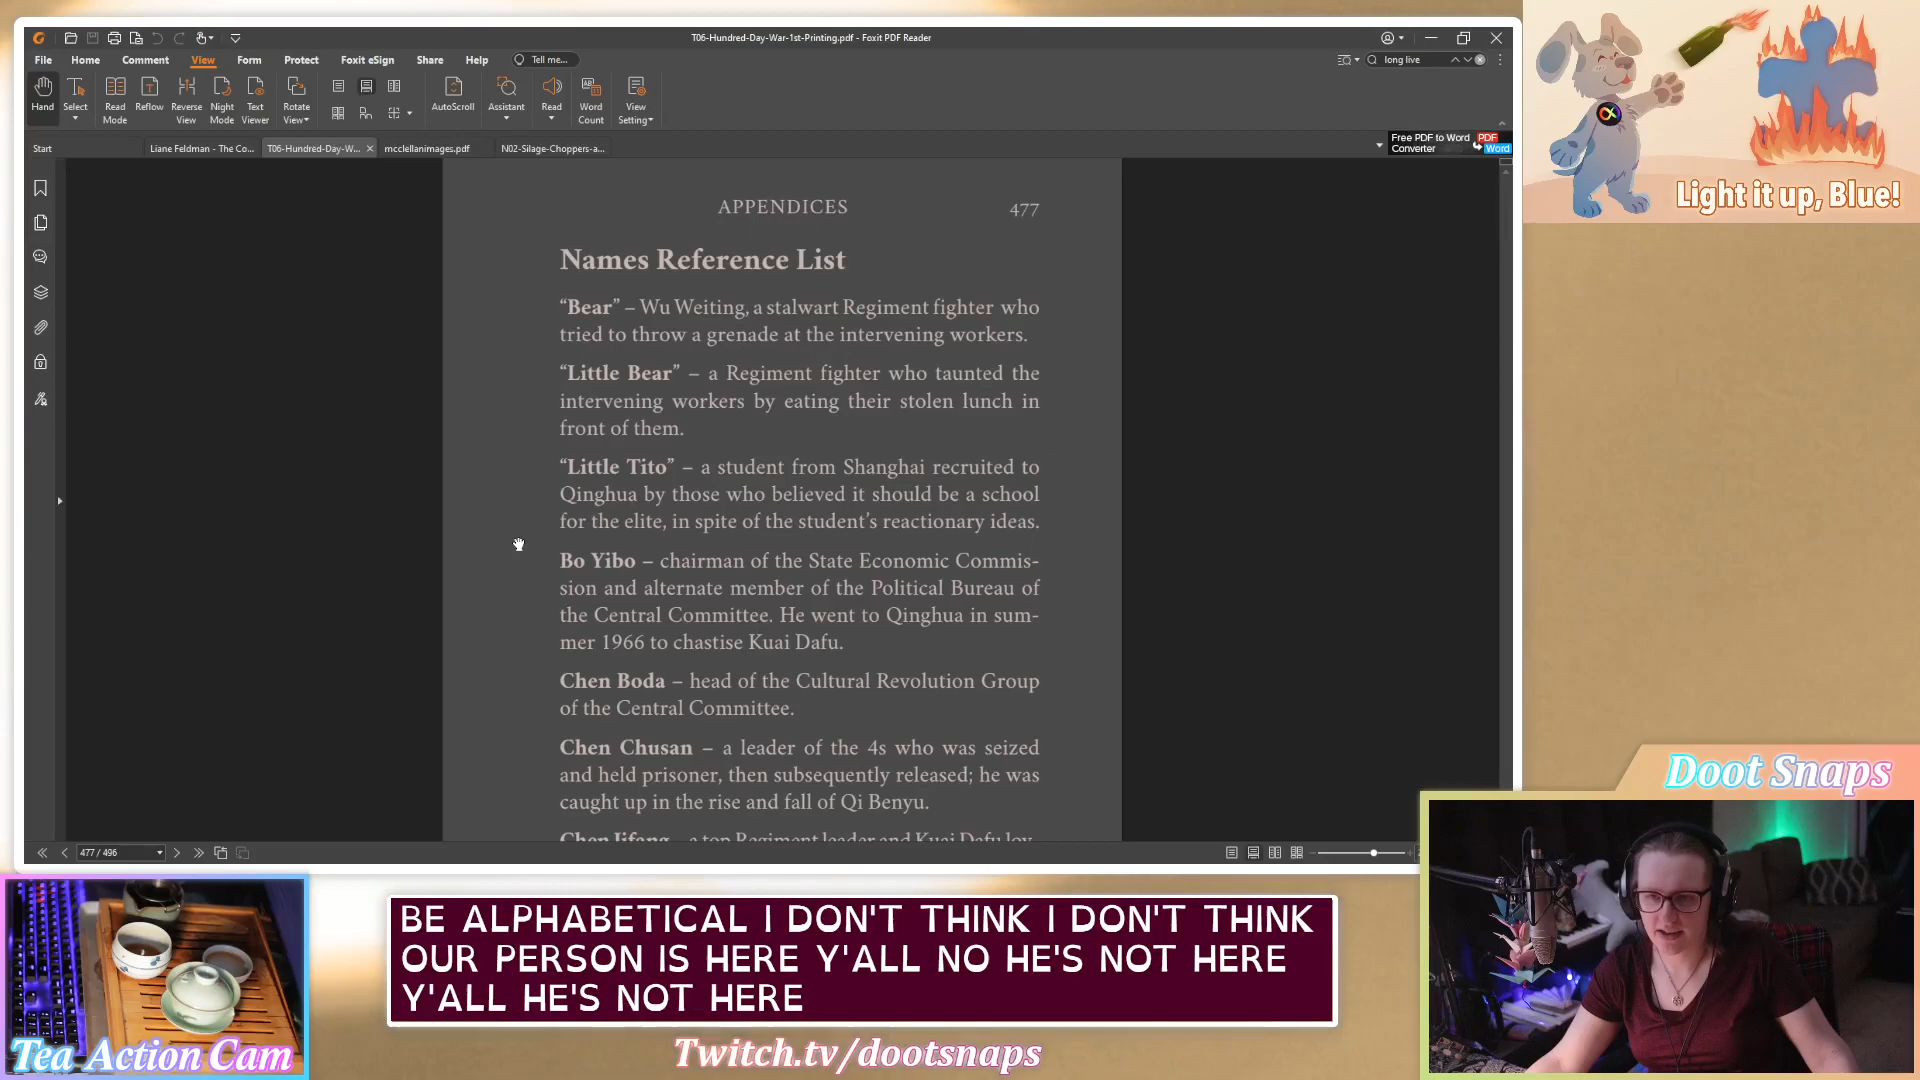 T06-Hundred-Day-War-1st-Printing.pdf - Foxit PDF Reader
File Home Comment View Form Protect Foxit eSign Share Help Tell me...
long live
Hand Select Read Mode Reflow Reverse View Night Mode Text Viewer Rotate View AutoScroll Assistant Read Word Count View Setting
Start Liane Feldman - The Co... T06-Hundred-Day-W... mcclellanimages.pdf N02-Silage-Choppers-a...
Free PDF to Word Converter PDF Word
APPENDICES 477
Names Reference List
“Bear” – Wu Weiting, a stalwart Regiment fighter who
tried to throw a grenade at the intervening workers.
“Little Bear” – a Regiment fighter who taunted the
intervening workers by eating their stolen lunch in
front of them.
“Little Tito” – a student from Shanghai recruited to
Qinghua by those who believed it should be a school
for the elite, in spite of the student’s reactionary ideas.
Bo Yibo – chairman of the State Economic Commis-
sion and alternate member of the Political Bureau of
the Central Committee. He went to Qinghua in sum-
mer 1966 to chastise Kuai Dafu.
Chen Boda – head of the Cultural Revolution Group
of the Central Committee.
Chen Chusan – a leader of the 4s who was seized
and held prisoner, then subsequently released; he was
caught up in the rise and fall of Qi Benyu.
Chen Jifang – a top Regiment leader and Kuai Dafu loy-
477 / 496
Light it up, Blue!
Doot Snaps
Tea Action Cam
BE ALPHABETICAL I DON'T THINK I DON'T THINK
OUR PERSON IS HERE Y'ALL NO HE'S NOT HERE
Y'ALL HE'S NOT HERE
Twitch.tv/dootsnaps